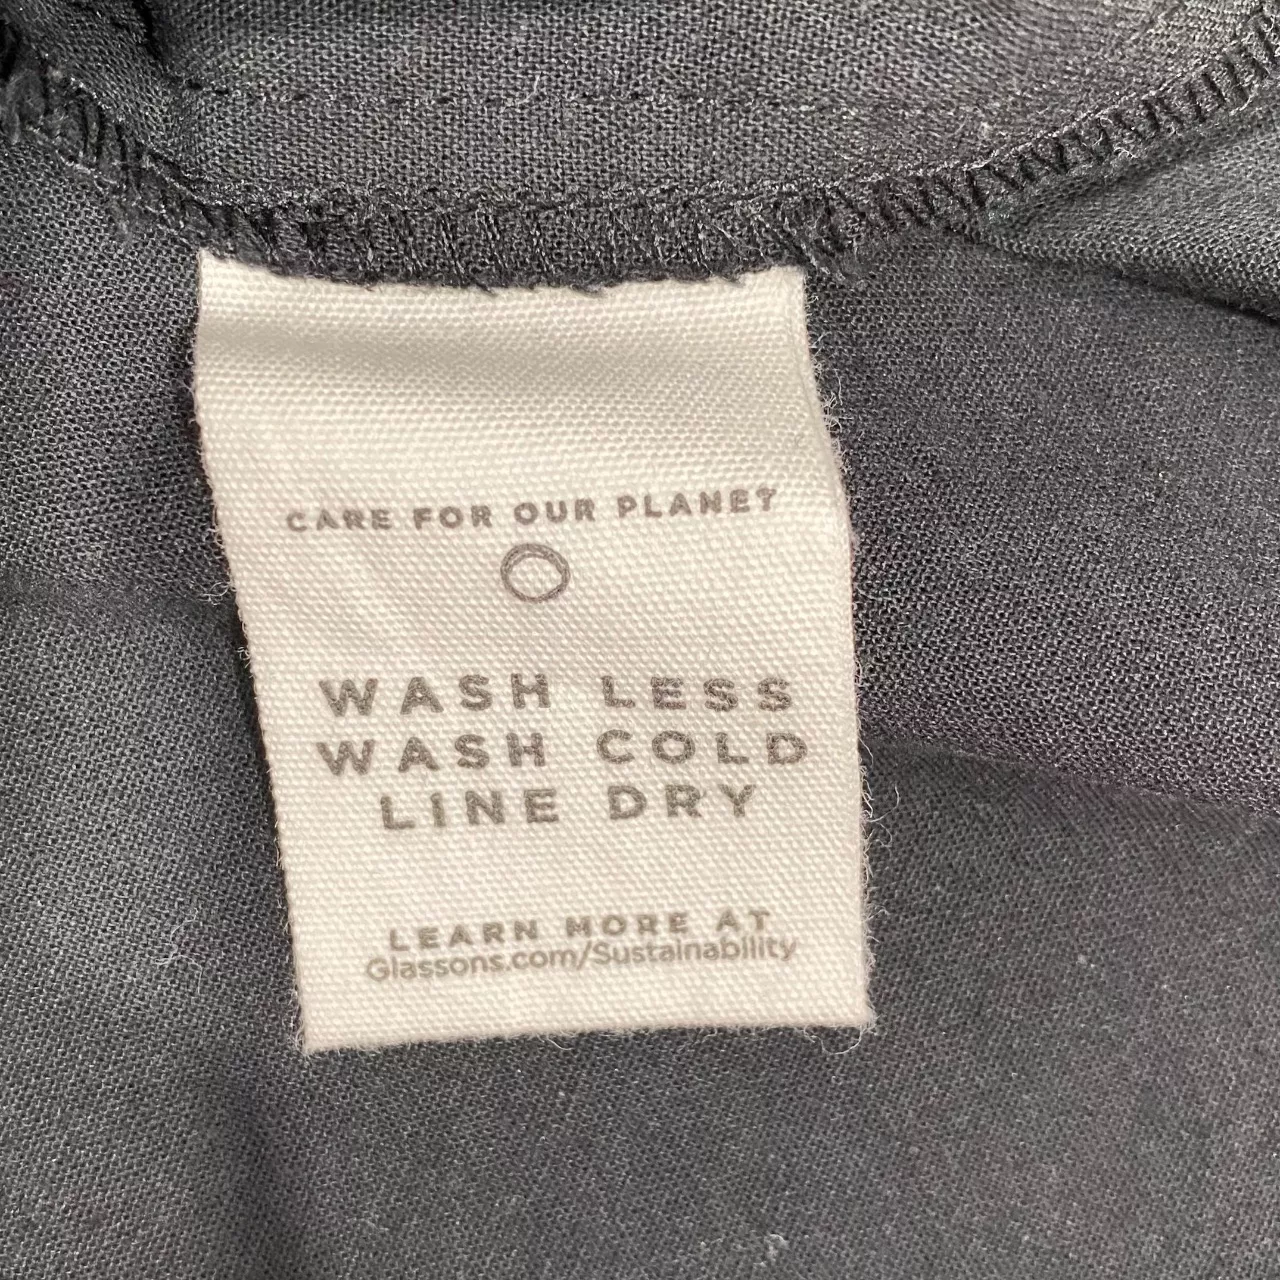 CARE FOR OUR PLANET
WASH LESS
WASH COLD
LINE DRY
LEARN MORE AT
Glassons.com/Sustainability